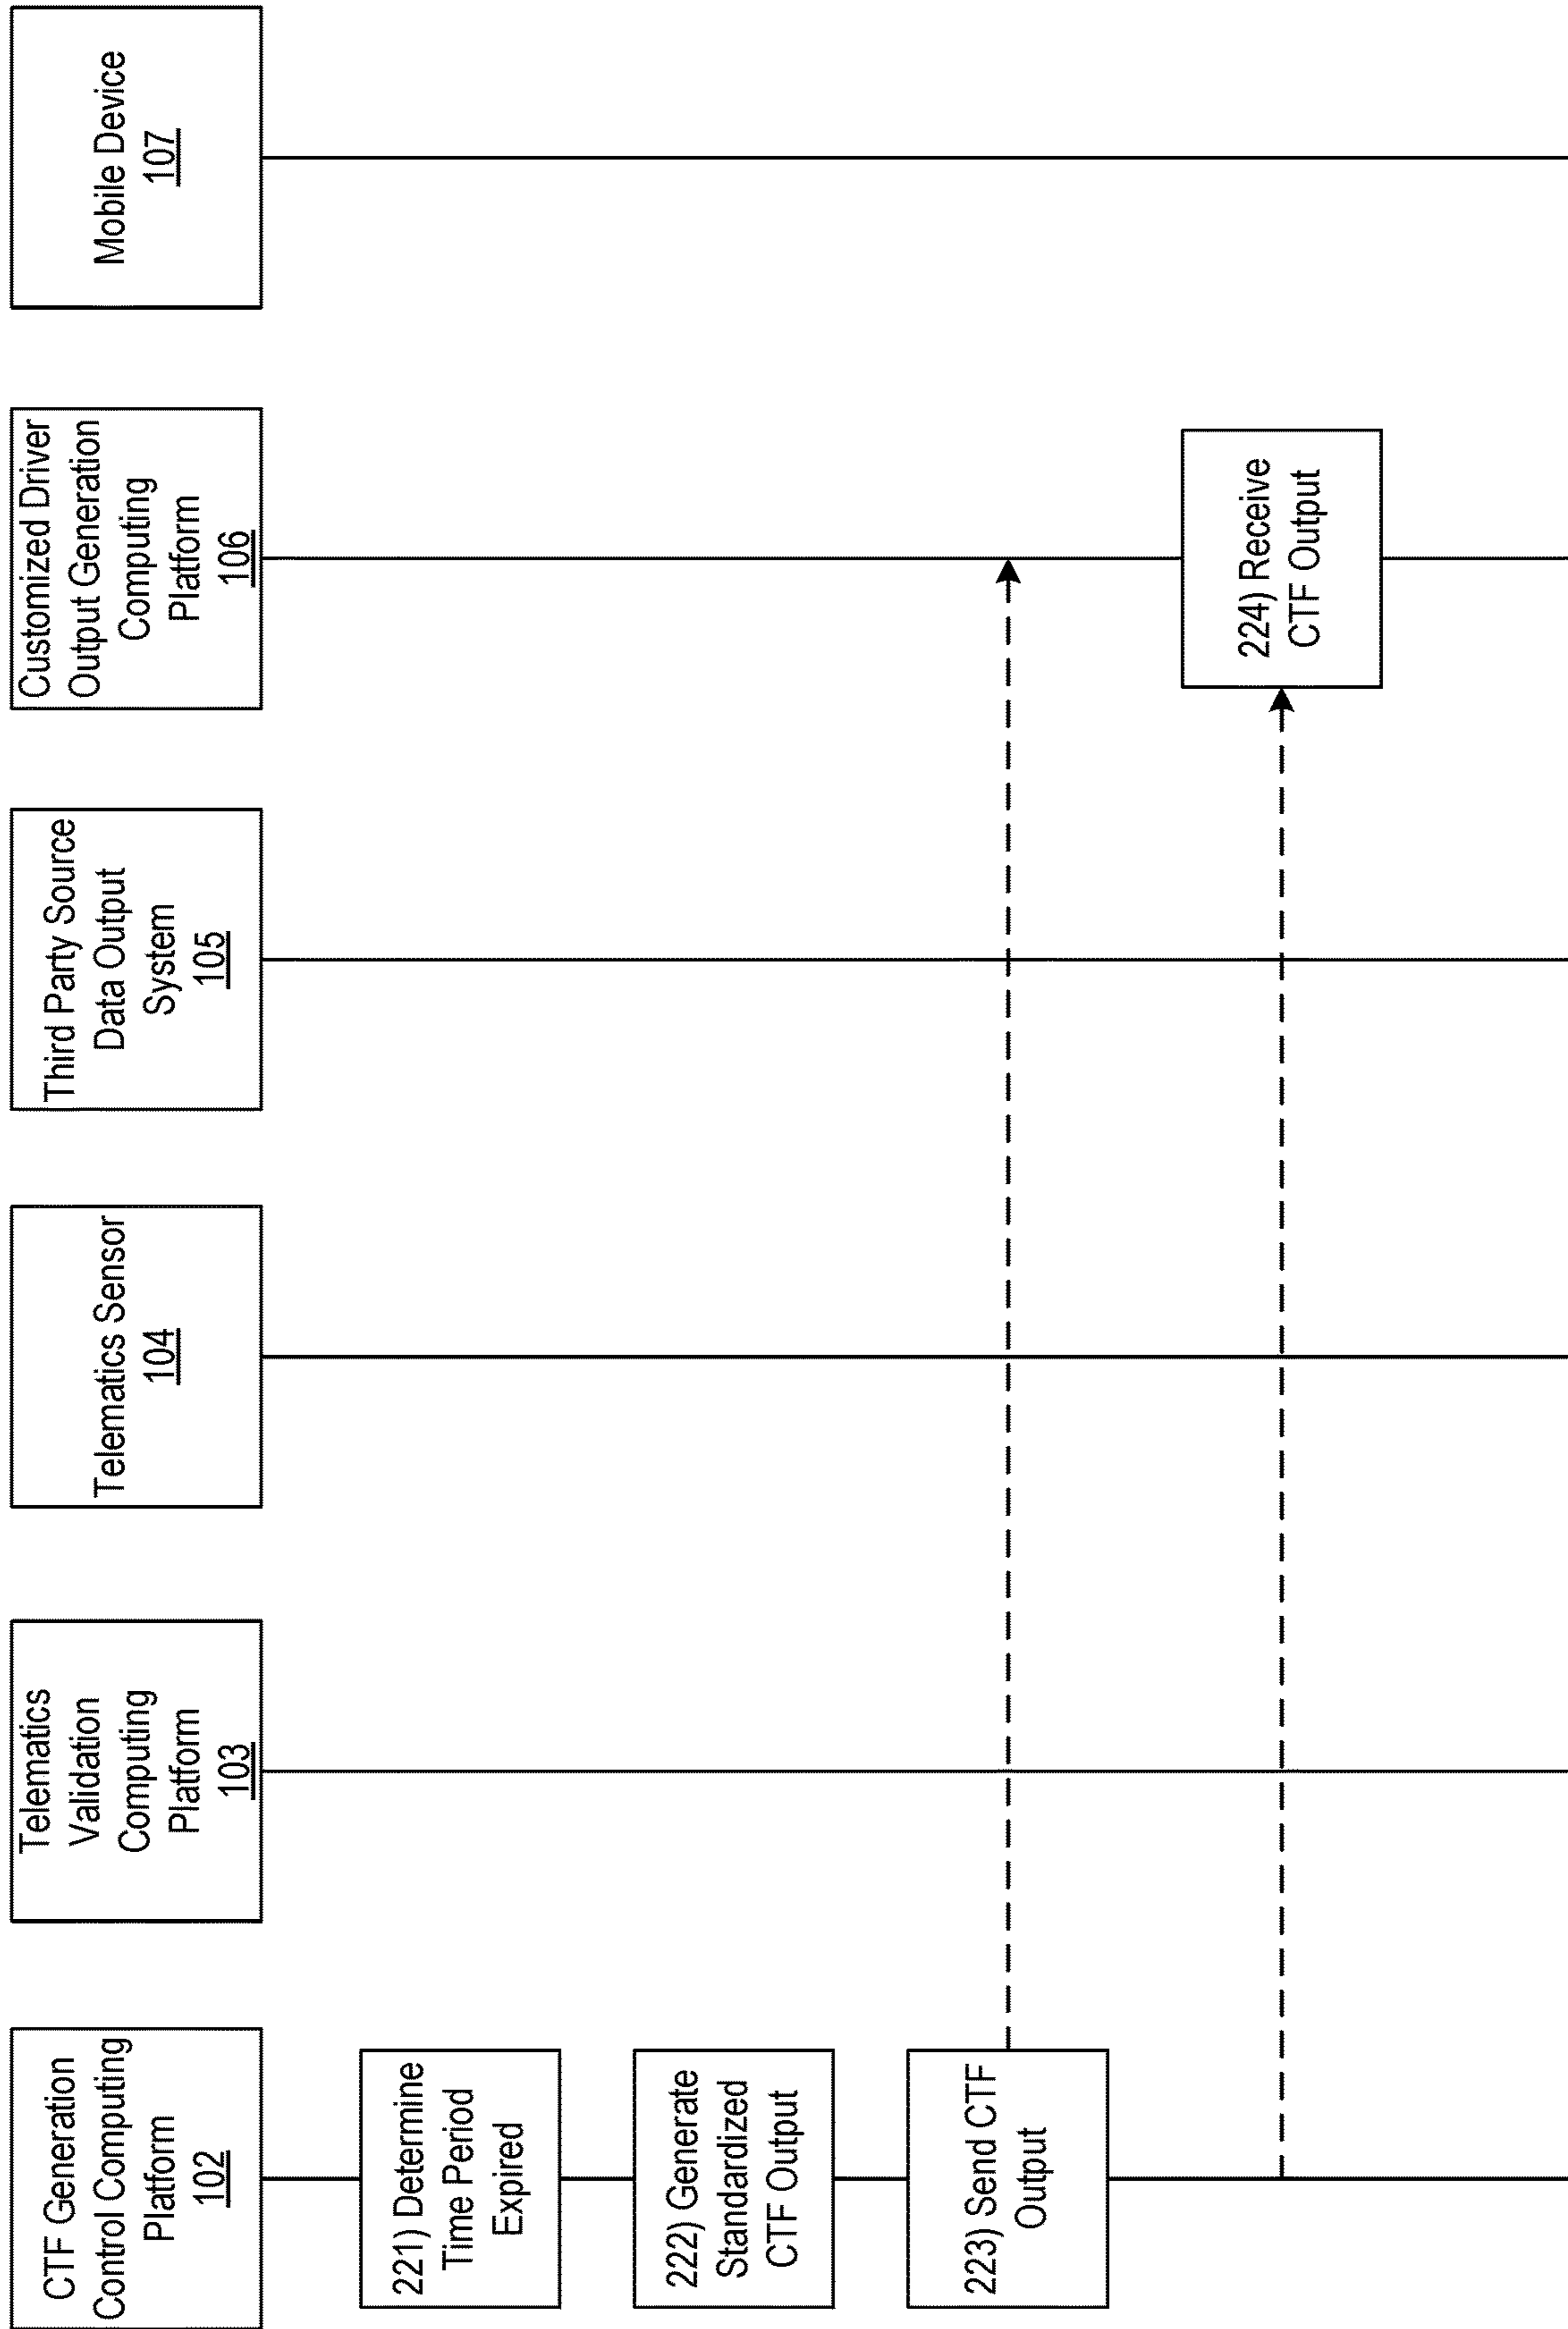 CTF Generation
Control Computing
Platform
102
Telematics
Validation
Computing
Platform
103
Telematics Sensor
104
Third Party Source
Data Output
System
105
Customized Driver
Output Generation
Computing
Platform
106
Mobile Device
107
221) Determine
Time Period
Expired
222) Generate
Standardized
CTF Output
223) Send CTF
Output
224) Receive
CTF Output